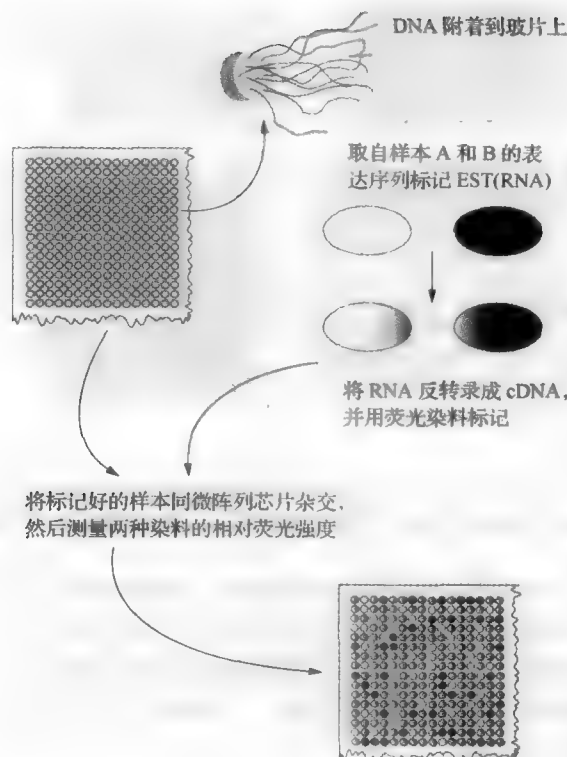 DNA 附着到玻片上
取自样本 A 和 B 的表
达序列标记 EST(RNA)
将 RNA 反转录成 cDNA，
并用荧光染料标记
将标记好的样本同微阵列芯片杂交，
然后测量两种染料的相对荧光强度